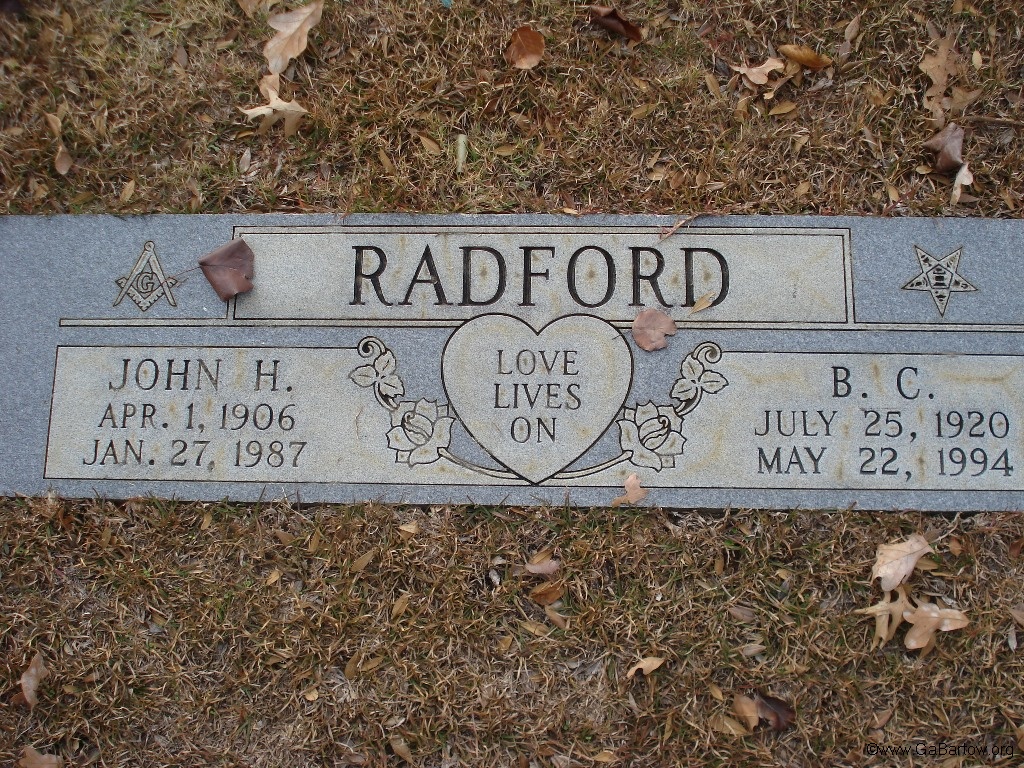 G
RADFORD
JOHN H.
APR. 1, 1906
JAN. 27, 1987
LOVE
LIVES
ON
B. C.
JULY 25, 1920
MAY 22, 1994
©www.GaBartow.org